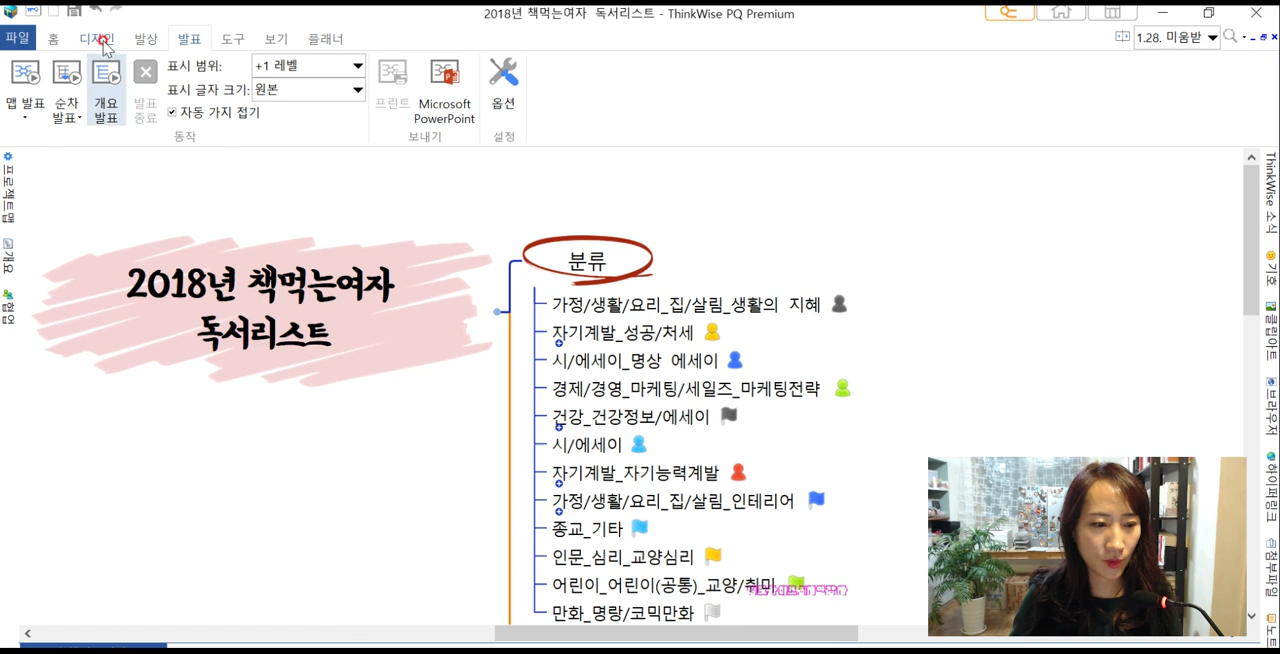 2018년 책먹는여자 독서리스트 - ThinkWise PQ Premium
파일 홈 디자인 발상 발표 도구 보기 플래너
1.28. 미움받
맵 발표
순차 발표
개요 발표
발표 종료
표시 범위: +1 레벨
표시 글자 크기: 원본
자동 가지 접기
동작
프린트
Microsoft PowerPoint
보내기
옵션
설정
프로젝트맵
개요
협업
2018년 책먹는여자
독서리스트
분류
가정/생활/요리_집/살림_생활의 지혜
자기계발_성공/처세
시/에세이_명상 에세이
경제/경영_마케팅/세일즈_마케팅전략
건강_건강정보/에세이
시/에세이
자기계발_자기능력계발
가정/생활/요리_집/살림_인테리어
종교_기타
인문_심리_교양심리
어린이_어린이(공통)_교양/취미
만화_명랑/코믹만화
ThinkWise 소식
기호
클립아트
브라우저
하이퍼링크
첨부파일
노트